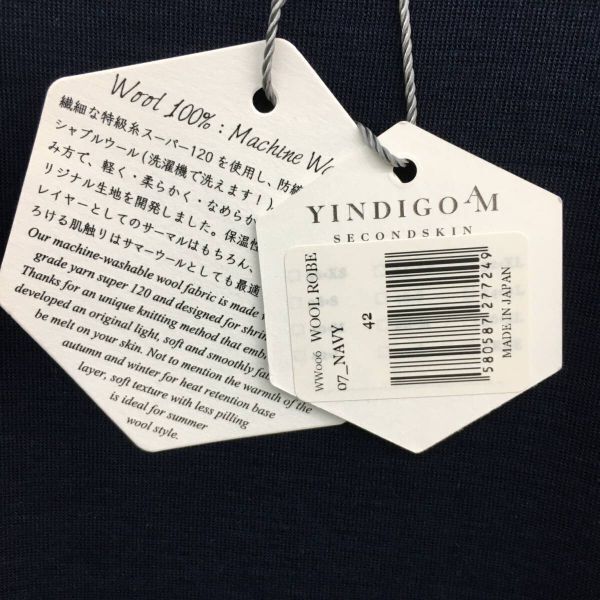 Wool 100% : Machine
繊細な特級糸スーパー120を使用し、防縮
シャブルウール(洗濯機で洗えます!)
み方で、軽く・柔らかく・なめらか
リジナル生地を開発しました。保温性
レイヤーとしてのサーマルはもちろん、
ろける肌触りはサマーウールとしても最適
Our machine-washable wool fabric is made
grade yarn super 120 and designed for
Thanks for an unique knitting method that
developed an original light, soft and smoothly
be melt on your skin. Not to mention the warmth of the
autumn and winter for heat retention base
layer, soft texture with less pilling
is ideal for summer
wool style.
YINDIGO AM
SECONDSKIN
WW006 WOOL ROBE
07_NAVY
42
5 80587 277249
MADE IN JAPAN